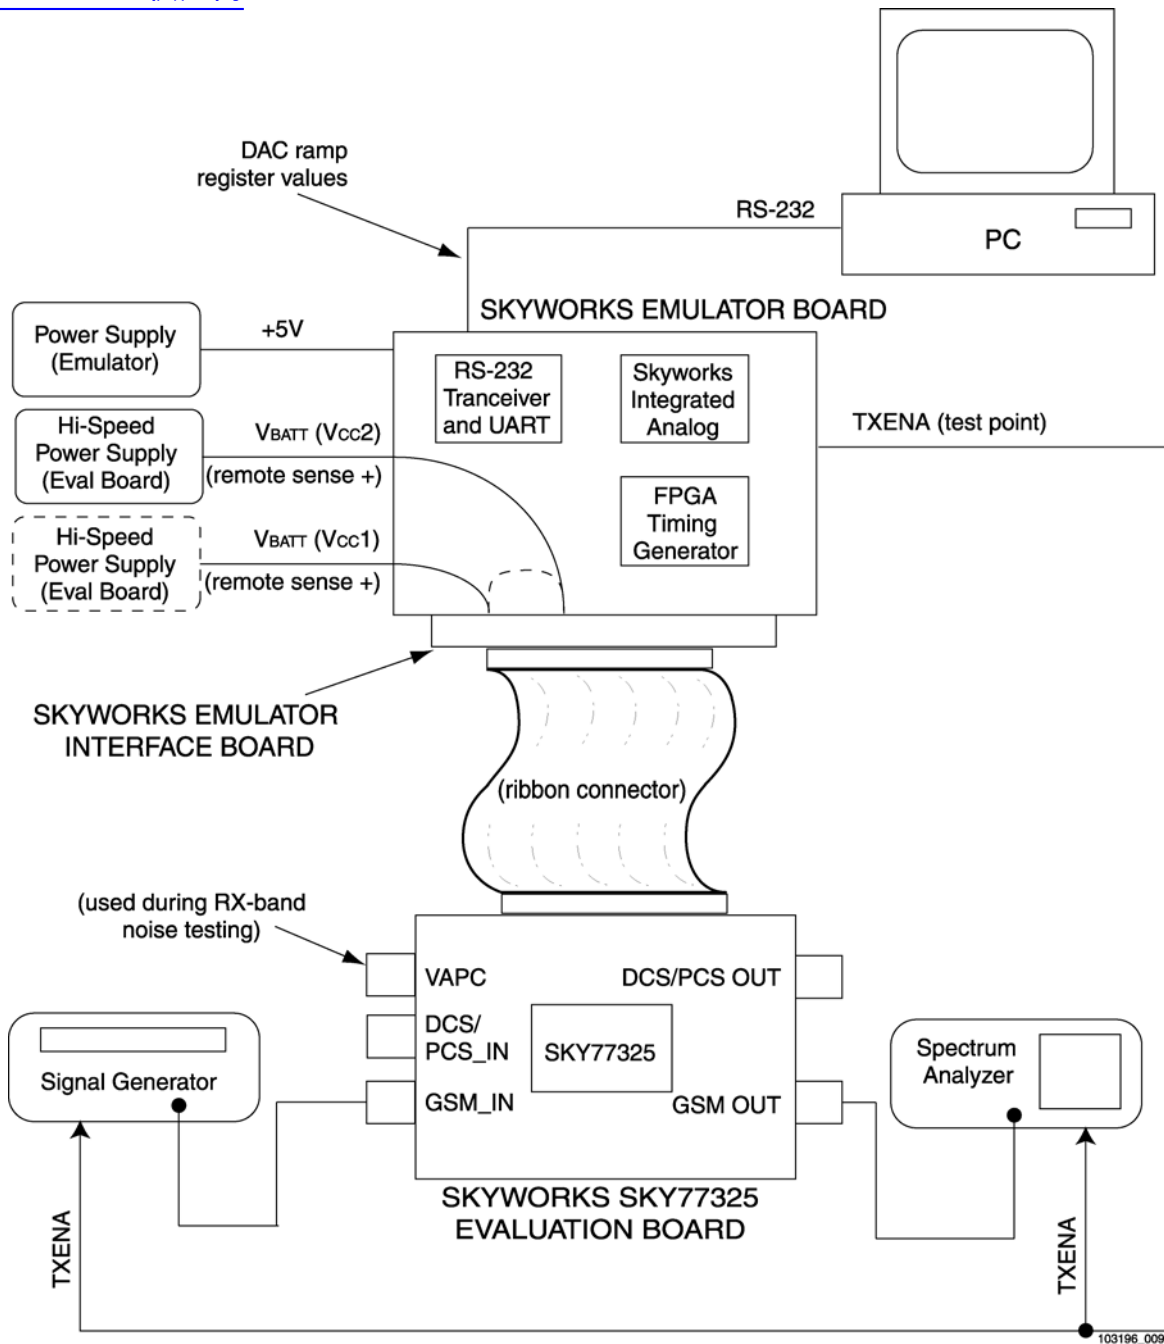 DAC ramp
register values
RS-232
PC
SKYWORKS EMULATOR BOARD
Power Supply
(Emulator)
+5V
RS-232
Tranceiver
and UART
Skyworks
Integrated
Analog
Hi-Speed
Power Supply
(Eval Board)
VBATT (VCC2)
(remote sense +)
TXENA (test point)
FPGA
Timing
Generator
Hi-Speed
Power Supply
(Eval Board)
VBATT (VCC1)
(remote sense +)
SKYWORKS EMULATOR
INTERFACE BOARD
(ribbon connector)
(used during RX-band
noise testing)
VAPC
DCS/PCS OUT
DCS/
PCS_IN
SKY77325
GSM_IN
GSM OUT
Signal Generator
Spectrum
Analyzer
SKYWORKS SKY77325
EVALUATION BOARD
TXENA
TXENA
103196_009